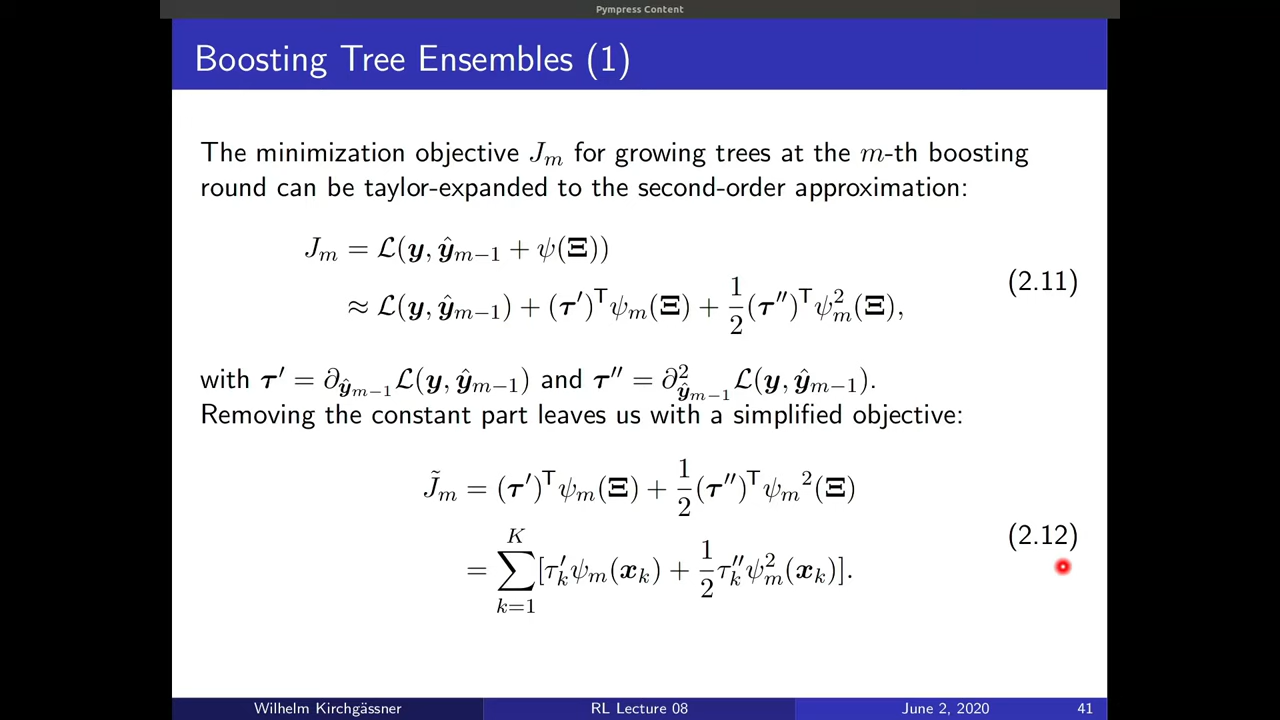 Pympress Content
Boosting Tree Ensembles (1)
The minimization objective J_m for growing trees at the m-th boosting
round can be taylor-expanded to the second-order approximation:
J_m = ℒ(𝒚, ŷ_{m−1} + ψ(Ξ))
≈ ℒ(𝒚, ŷ_{m−1}) + (τ′)^T ψ_m(Ξ) + 1/2 (τ″)^T ψ_m^2(Ξ),
(2.11)
with τ′ = ∂_{ŷ_{m−1}} ℒ(𝒚, ŷ_{m−1}) and τ″ = ∂^2_{ŷ_{m−1}} ℒ(𝒚, ŷ_{m−1}).
Removing the constant part leaves us with a simplified objective:
J̃_m = (τ′)^T ψ_m(Ξ) + 1/2 (τ″)^T ψ_m^2(Ξ)
= ∑_{k=1}^{K} [τ′_k ψ_m(𝒙_k) + 1/2 τ″_k ψ_m^2(𝒙_k)].
(2.12)
Wilhelm Kirchgässner RL Lecture 08 June 2, 2020 41